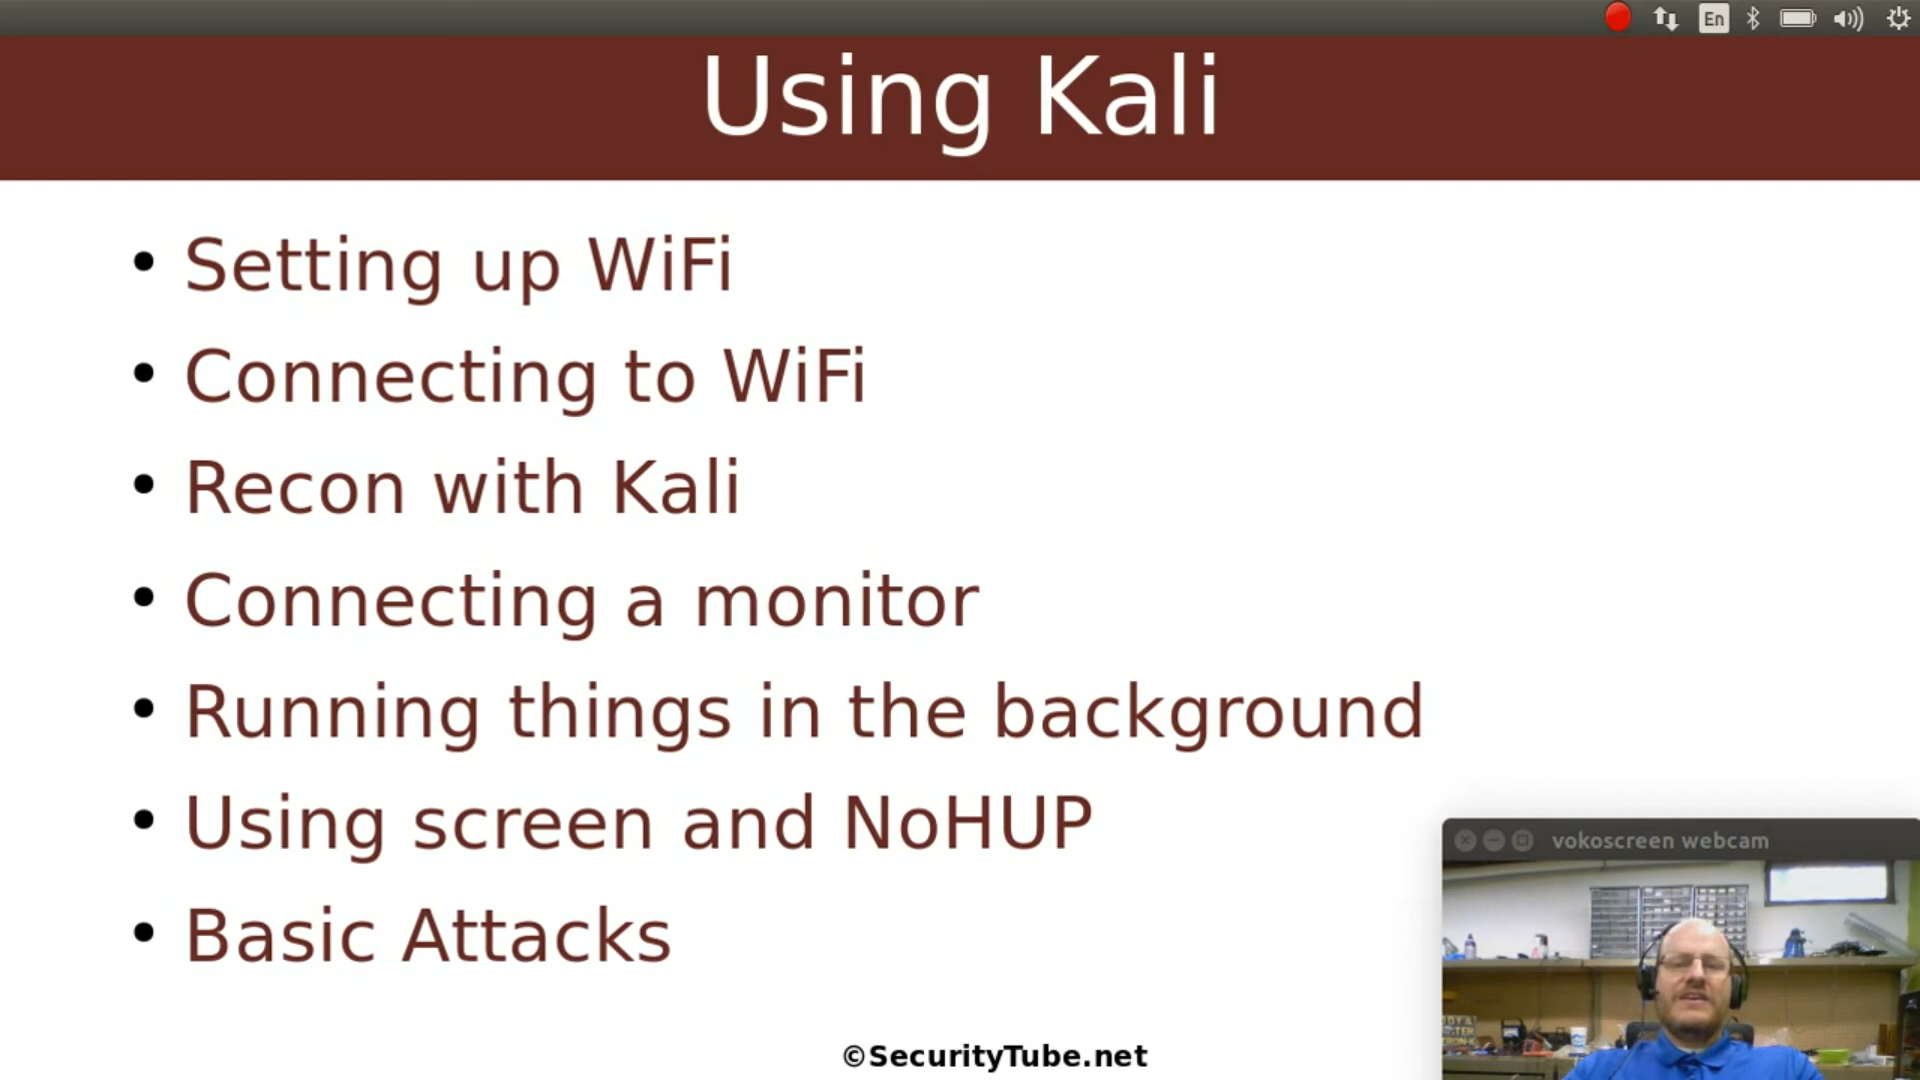 En
Using Kali
• Setting up WiFi
• Connecting to WiFi
• Recon with Kali
• Connecting a monitor
• Running things in the background
• Using screen and NoHUP
• Basic Attacks
vokoscreen webcam
©SecurityTube.net